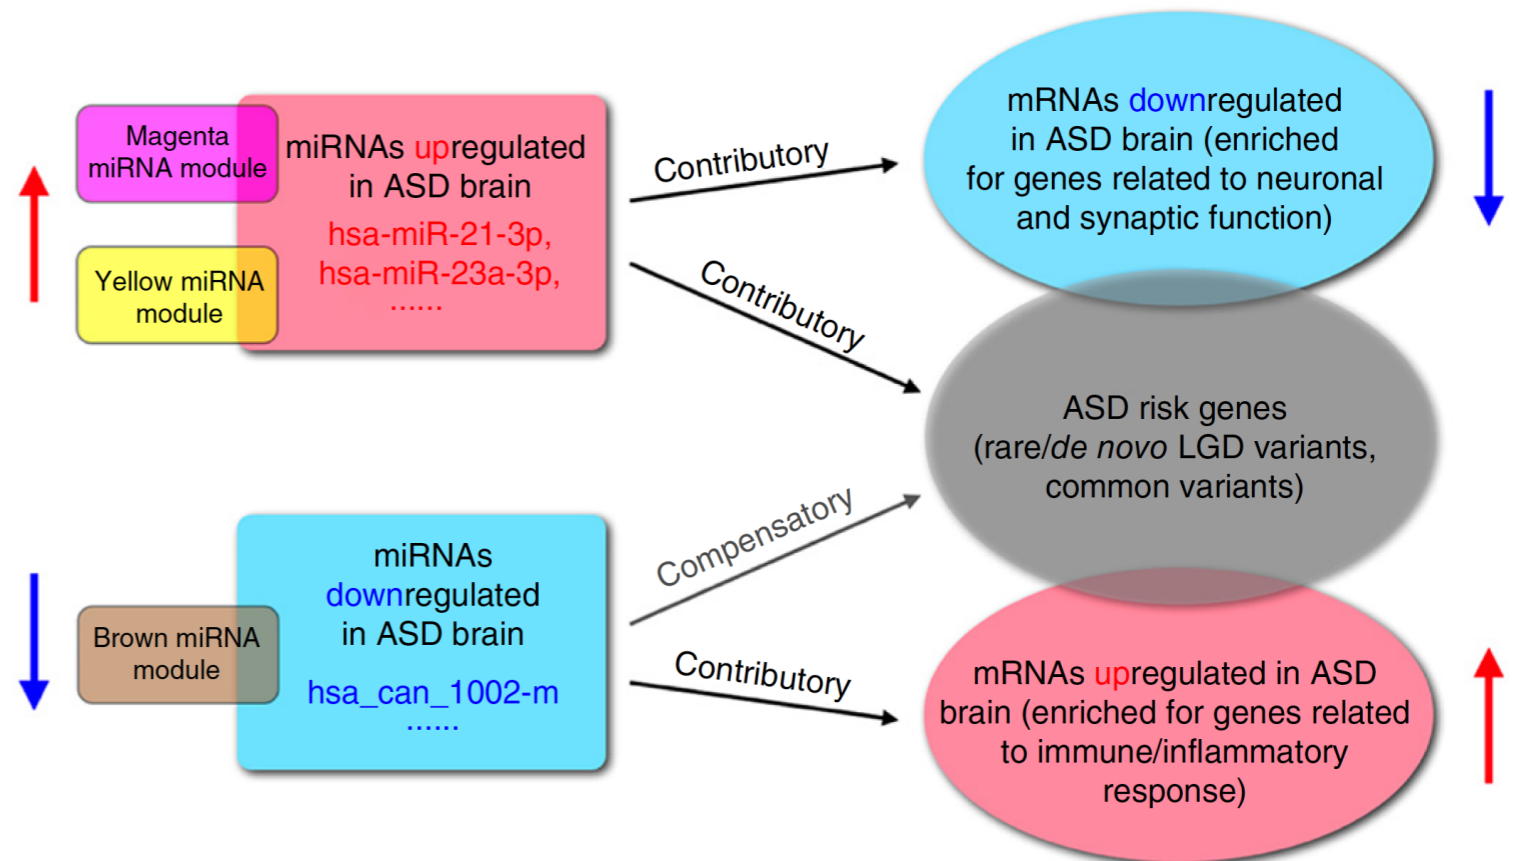 Magenta
miRNA module
Yellow miRNA
module
miRNAs upregulated
in ASD brain
hsa-miR-21-3p,
hsa-miR-23a-3p,
......
Contributory
Contributory
mRNAs downregulated
in ASD brain (enriched
for genes related to neuronal
and synaptic function)
ASD risk genes
(rare/de novo LGD variants,
common variants)
Brown miRNA
module
miRNAs
downregulated
in ASD brain
hsa_can_1002-m
......
Compensatory
Contributory
mRNAs upregulated in ASD
brain (enriched for genes related
to immune/inflammatory
response)